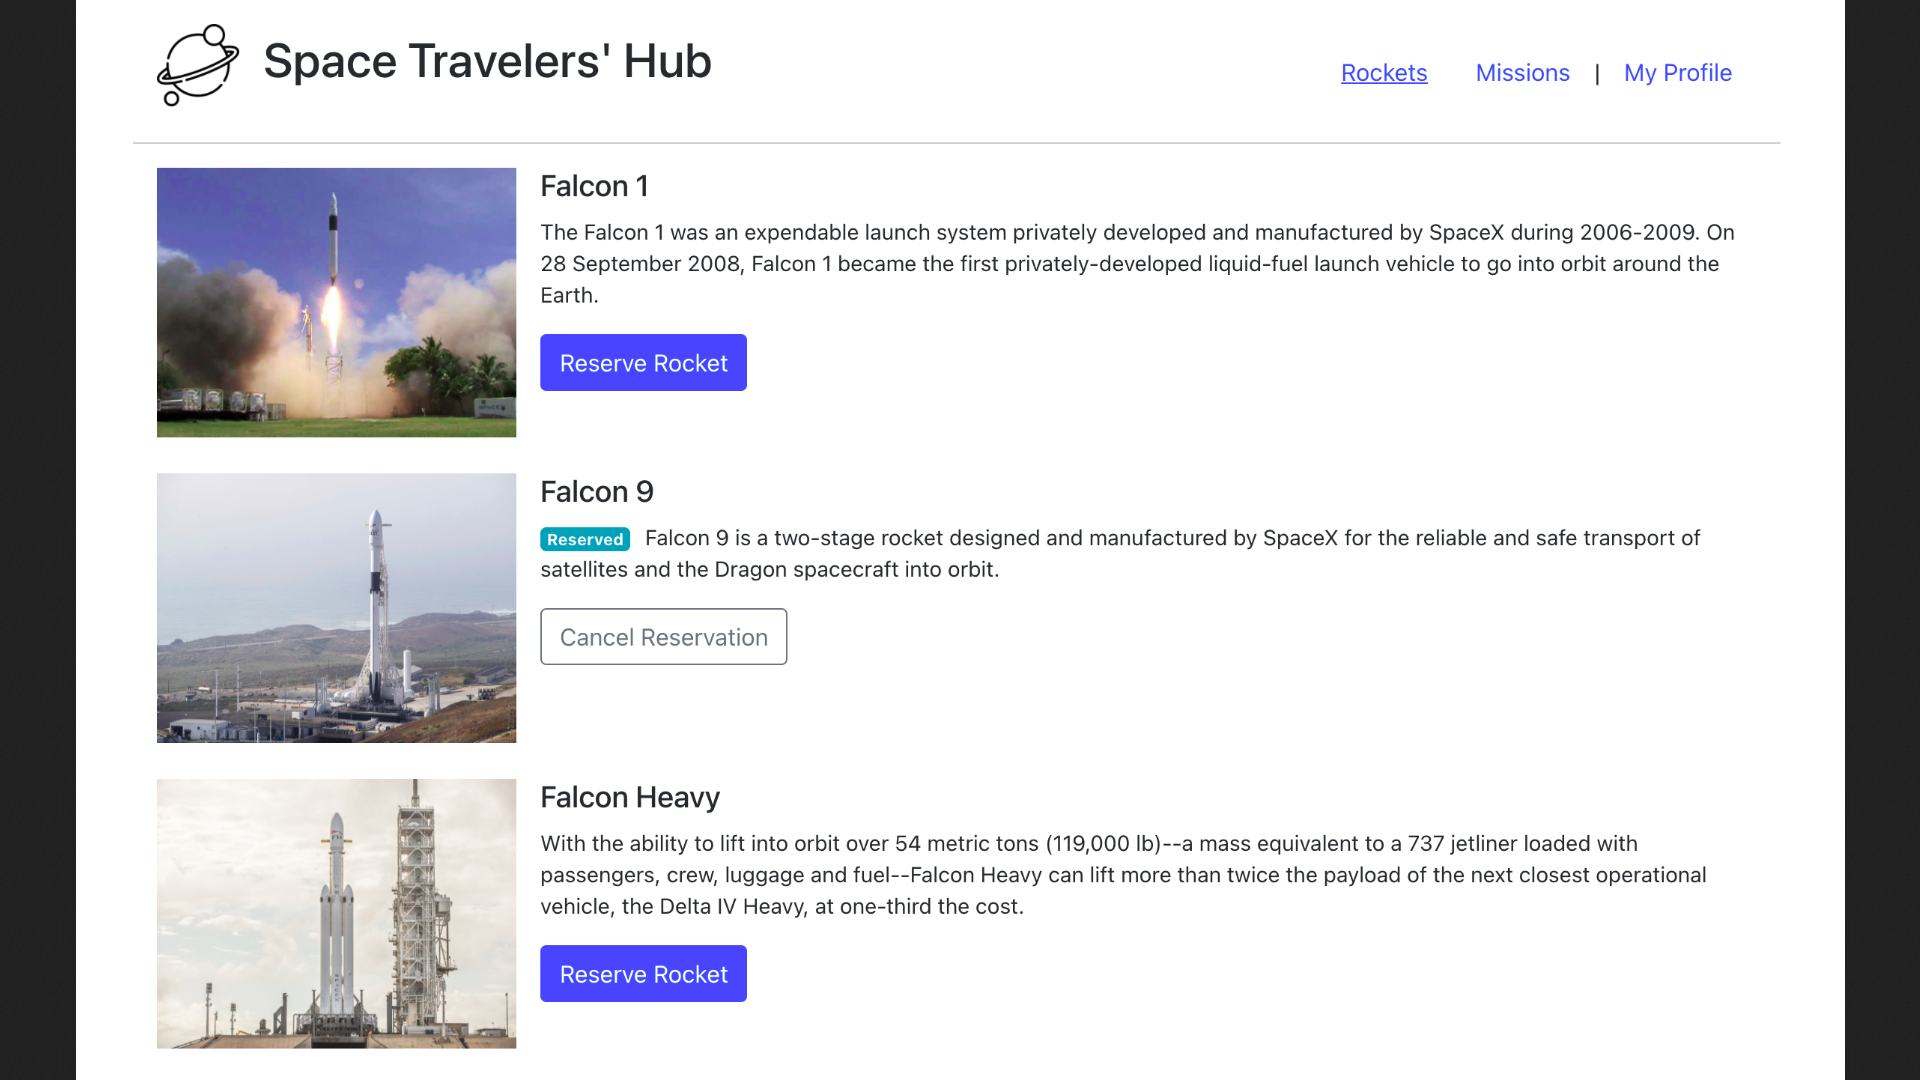 Space Travelers' Hub
Rockets Missions | My Profile
Falcon 1
The Falcon 1 was an expendable launch system privately developed and manufactured by SpaceX during 2006-2009. On
28 September 2008, Falcon 1 became the first privately-developed liquid-fuel launch vehicle to go into orbit around the
Earth.
Reserve Rocket
Falcon 9
Reserved Falcon 9 is a two-stage rocket designed and manufactured by SpaceX for the reliable and safe transport of
satellites and the Dragon spacecraft into orbit.
Cancel Reservation
Falcon Heavy
With the ability to lift into orbit over 54 metric tons (119,000 lb)--a mass equivalent to a 737 jetliner loaded with
passengers, crew, luggage and fuel--Falcon Heavy can lift more than twice the payload of the next closest operational
vehicle, the Delta IV Heavy, at one-third the cost.
Reserve Rocket